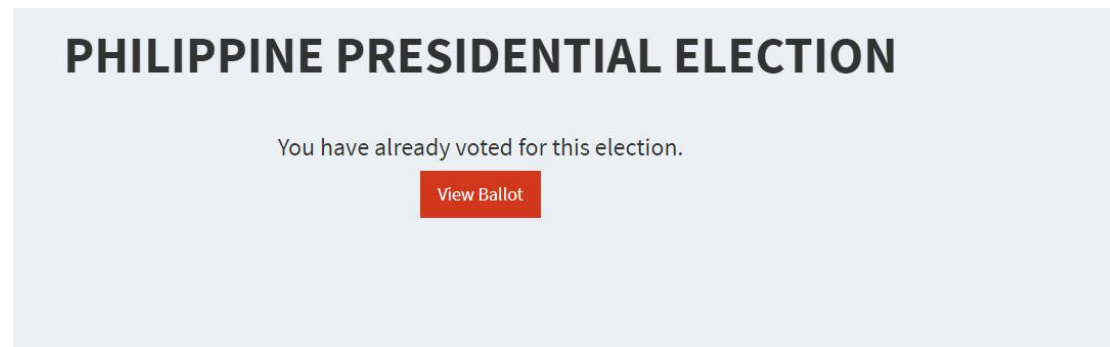 PHILIPPINE PRESIDENTIAL ELECTION
You have already voted for this election.
View Ballot